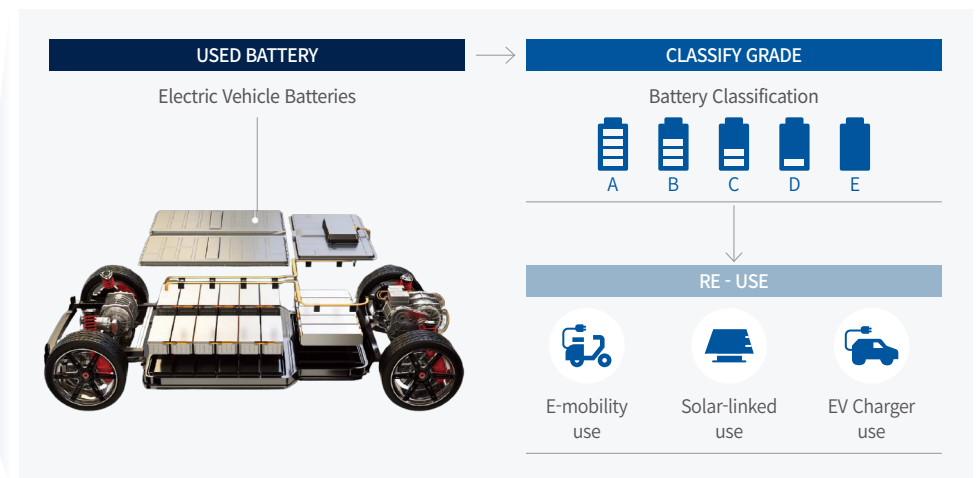 USED BATTERY
Electric Vehicle Batteries
CLASSIFY GRADE
Battery Classification
A B C D E
RE - USE
E-mobility
use
Solar-linked
use
EV Charger
use